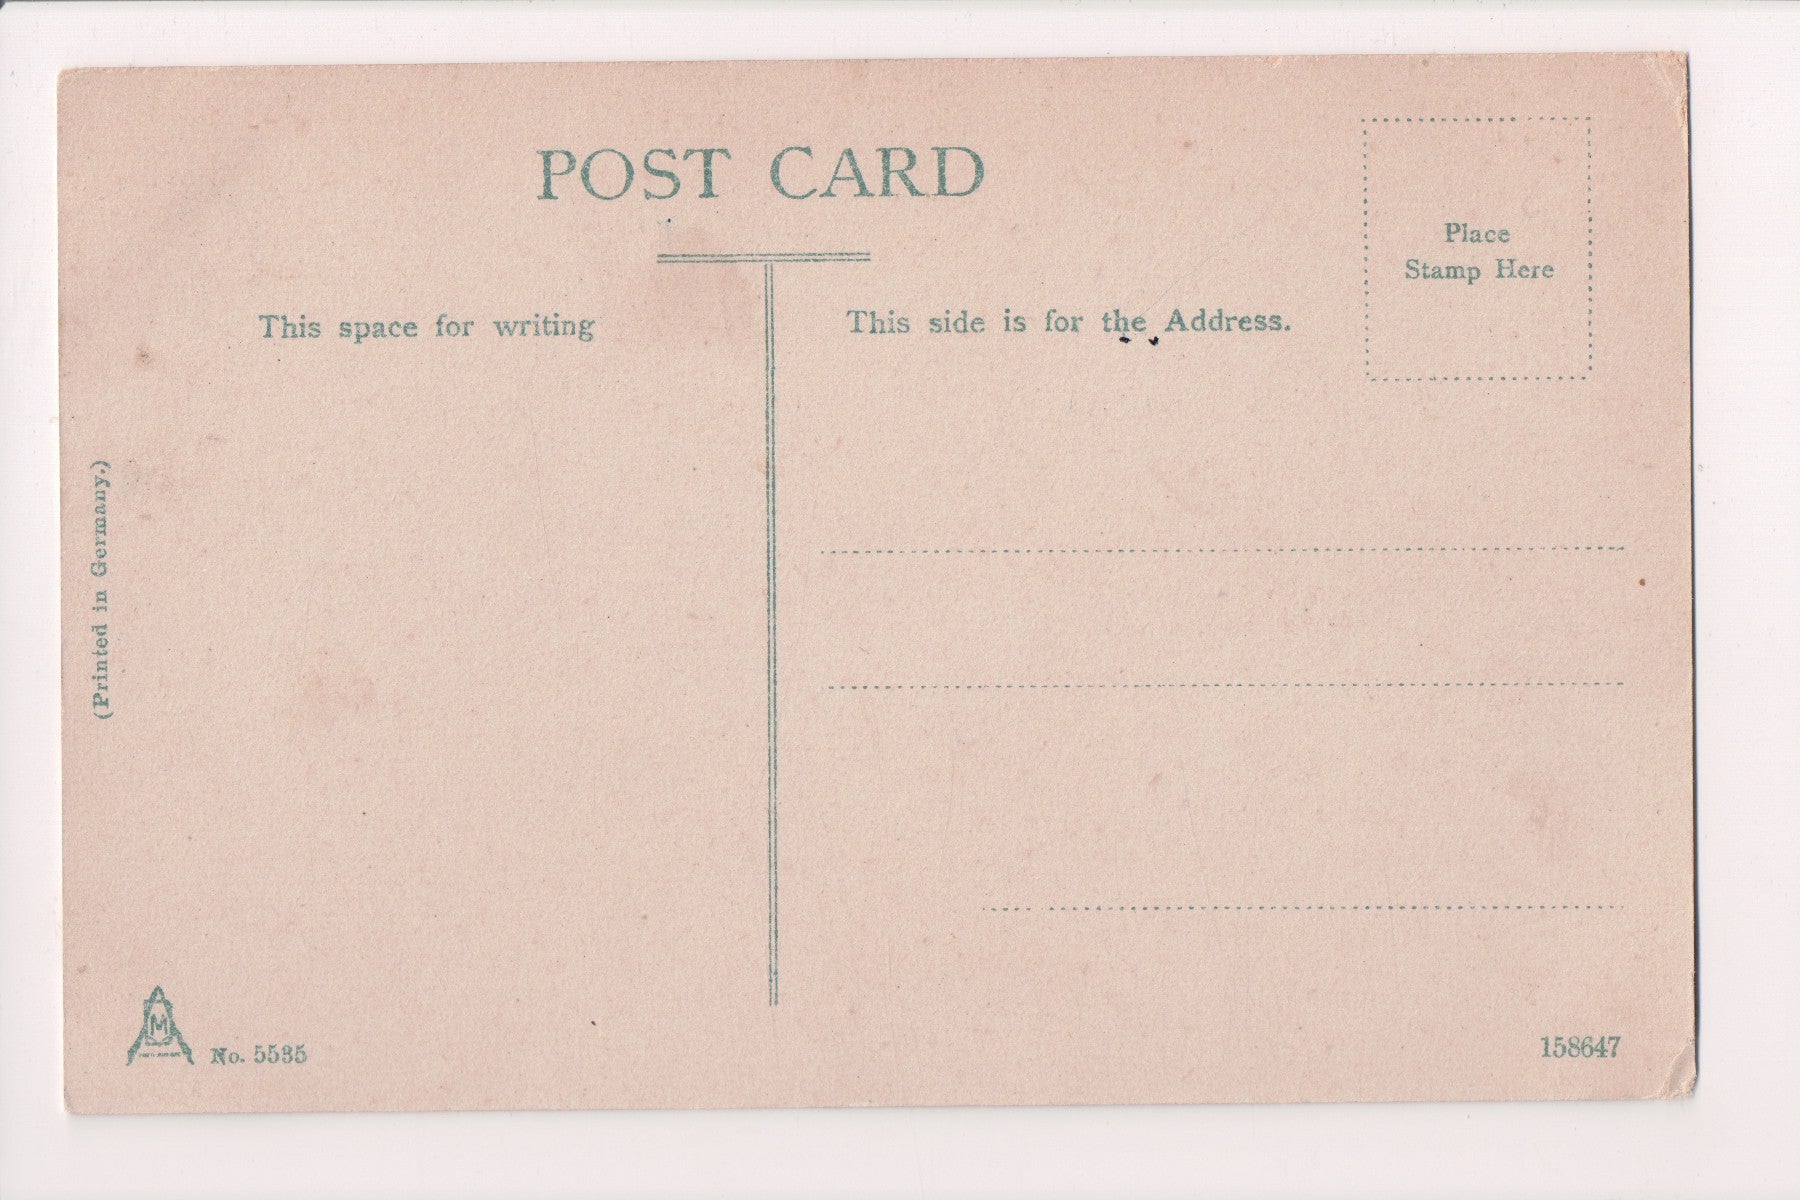 POST CARD
Place
Stamp Here
This space for writing
This side is for the Address.
(Printed in Germany.)
M
No. 5535
158647